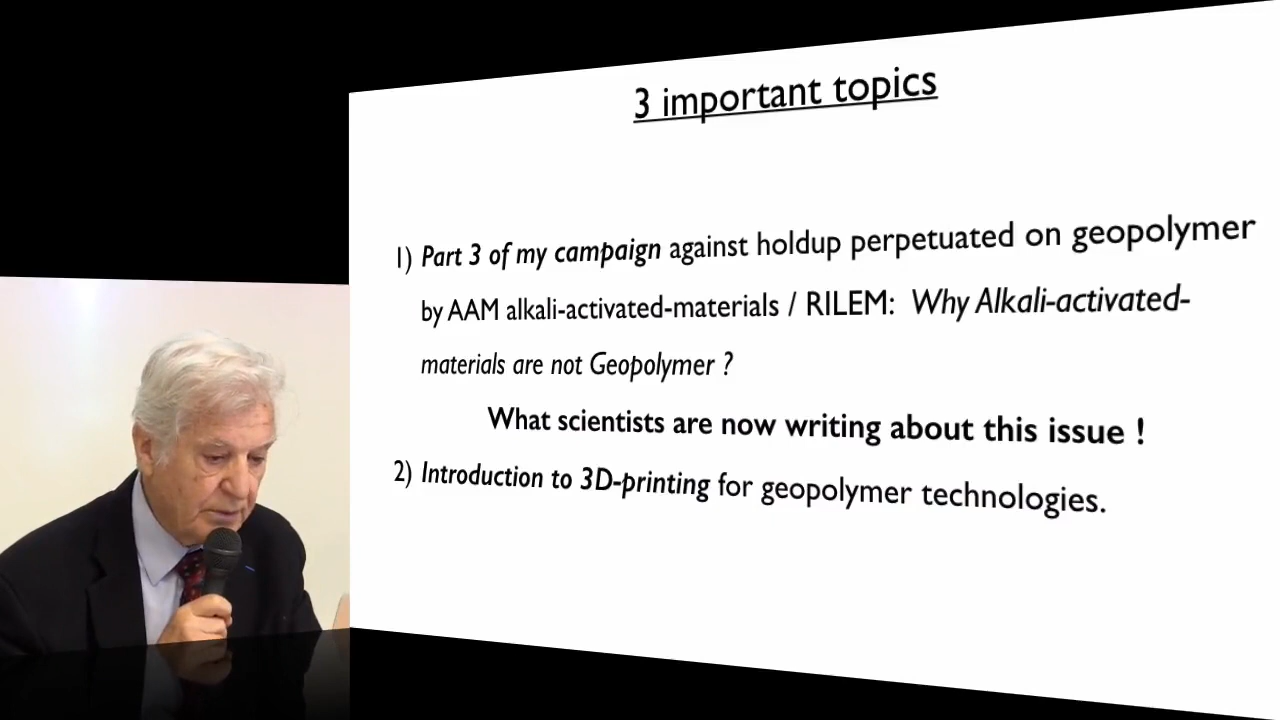 3 important topics
1) Part 3 of my campaign against holdup perpetuated on geopolymer
by AAM alkali-activated-materials / RILEM: Why Alkali-activated-
materials are not Geopolymer ?
What scientists are now writing about this issue !
2) Introduction to 3D-printing for geopolymer technologies.